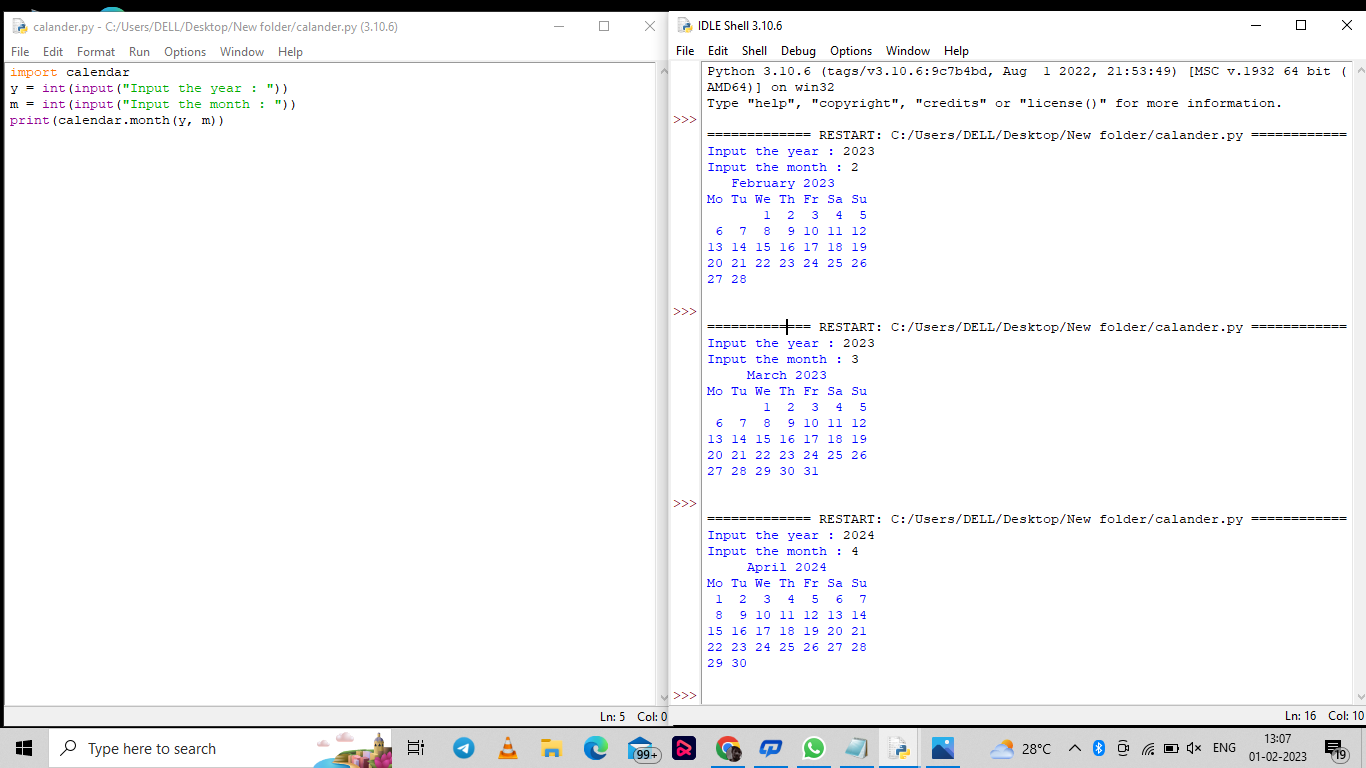 calander.py - C:/Users/DELL/Desktop/New folder/calander.py (3.10.6)
File Edit Format Run Options Window Help
import calendar
y = int(input("Input the year : "))
m = int(input("Input the month : "))
print(calendar.month(y, m))
Ln: 5 Col: 0
IDLE Shell 3.10.6
File Edit Shell Debug Options Window Help
Python 3.10.6 (tags/v3.10.6:9c7b4bd, Aug  1 2022, 21:53:49) [MSC v.1932 64 bit (
AMD64)] on win32
Type "help", "copyright", "credits" or "license()" for more information.
>>>
============= RESTART: C:/Users/DELL/Desktop/New folder/calander.py ============
Input the year : 2023
Input the month : 2
   February 2023
Mo Tu We Th Fr Sa Su
       1  2  3  4  5
 6  7  8  9 10 11 12
13 14 15 16 17 18 19
20 21 22 23 24 25 26
27 28
>>>
============= RESTART: C:/Users/DELL/Desktop/New folder/calander.py ============
Input the year : 2023
Input the month : 3
     March 2023
Mo Tu We Th Fr Sa Su
       1  2  3  4  5
 6  7  8  9 10 11 12
13 14 15 16 17 18 19
20 21 22 23 24 25 26
27 28 29 30 31
>>>
============= RESTART: C:/Users/DELL/Desktop/New folder/calander.py ============
Input the year : 2024
Input the month : 4
     April 2024
Mo Tu We Th Fr Sa Su
 1  2  3  4  5  6  7
 8  9 10 11 12 13 14
15 16 17 18 19 20 21
22 23 24 25 26 27 28
29 30
>>>
Ln: 16 Col: 10
Type here to search
99+
28°C
ENG
13:07
01-02-2023
19